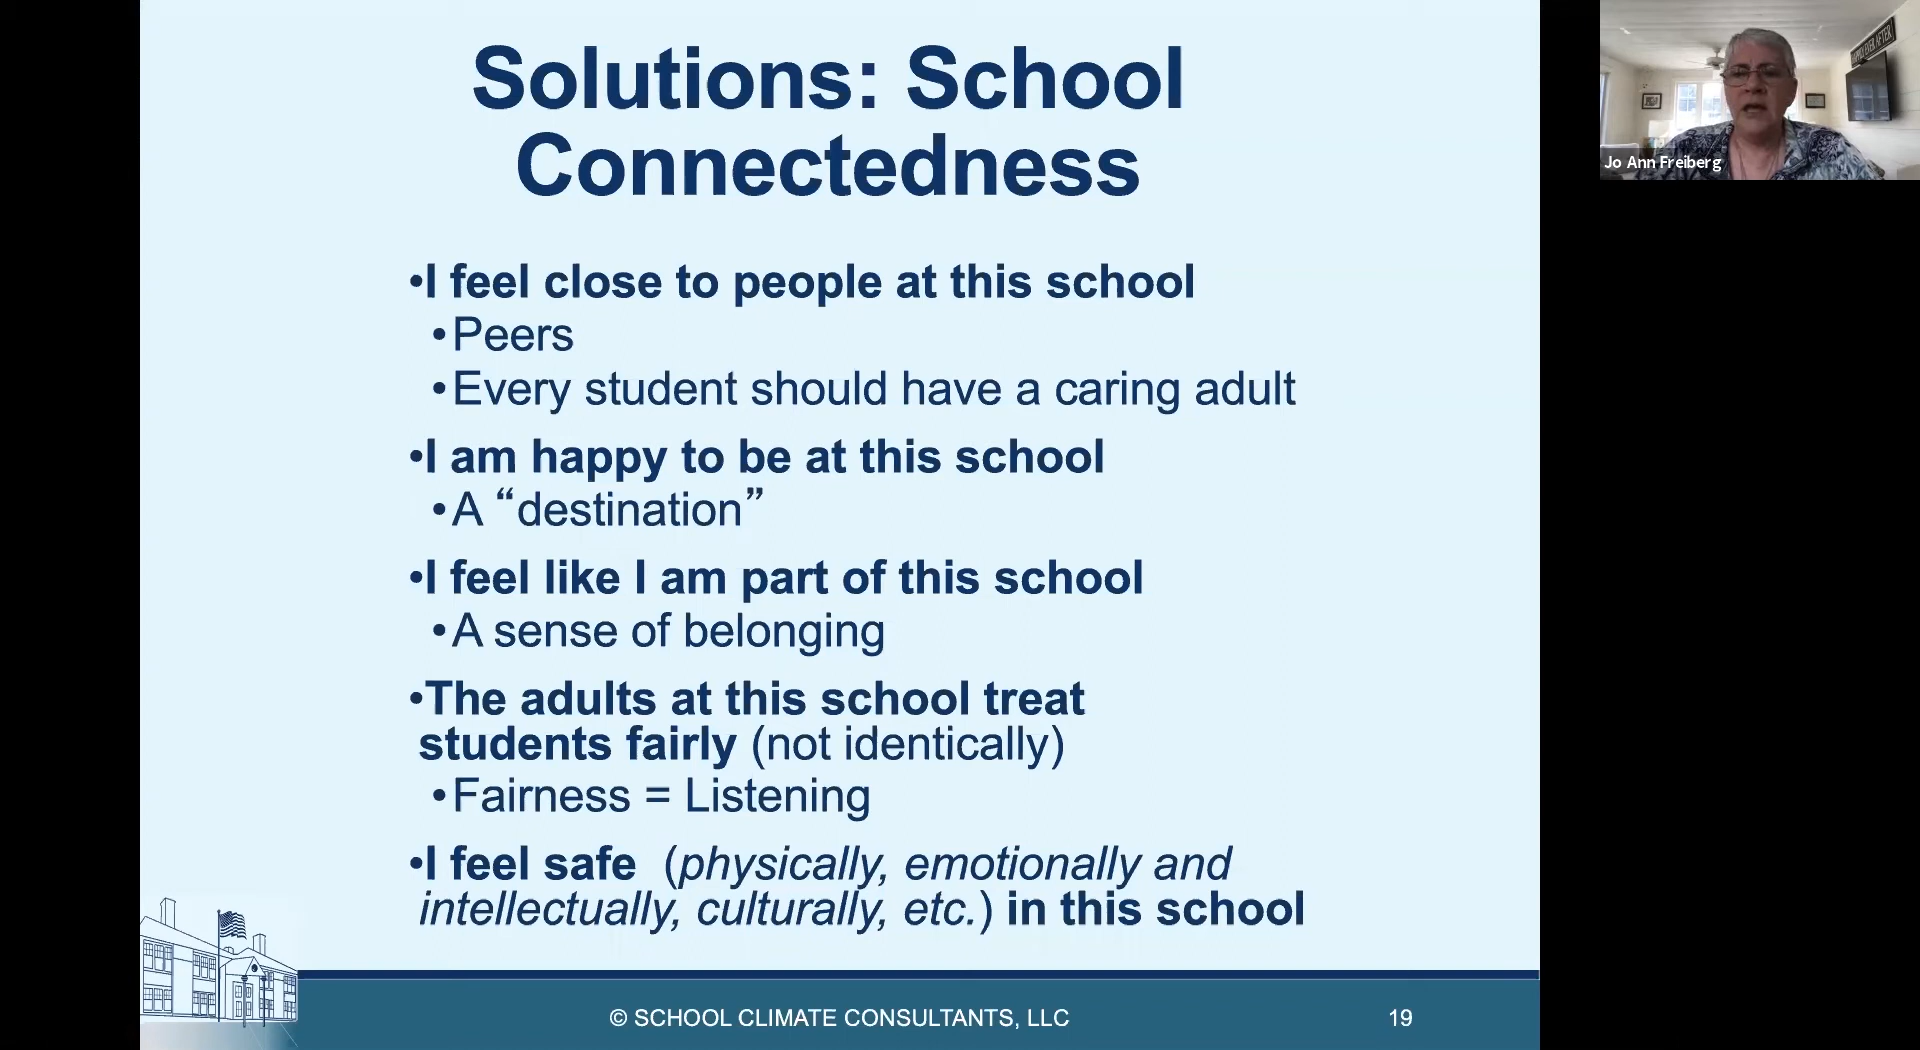 Solutions: School
Connectedness
•I feel close to people at this school
•Peers
•Every student should have a caring adult
•I am happy to be at this school
•A “destination”
•I feel like I am part of this school
•A sense of belonging
•The adults at this school treat
students fairly (not identically)
•Fairness = Listening
•I feel safe (physically, emotionally and
intellectually, culturally, etc.) in this school
© SCHOOL CLIMATE CONSULTANTS, LLC
19
HAPPILY EVER AFTER
Jo Ann Freiberg